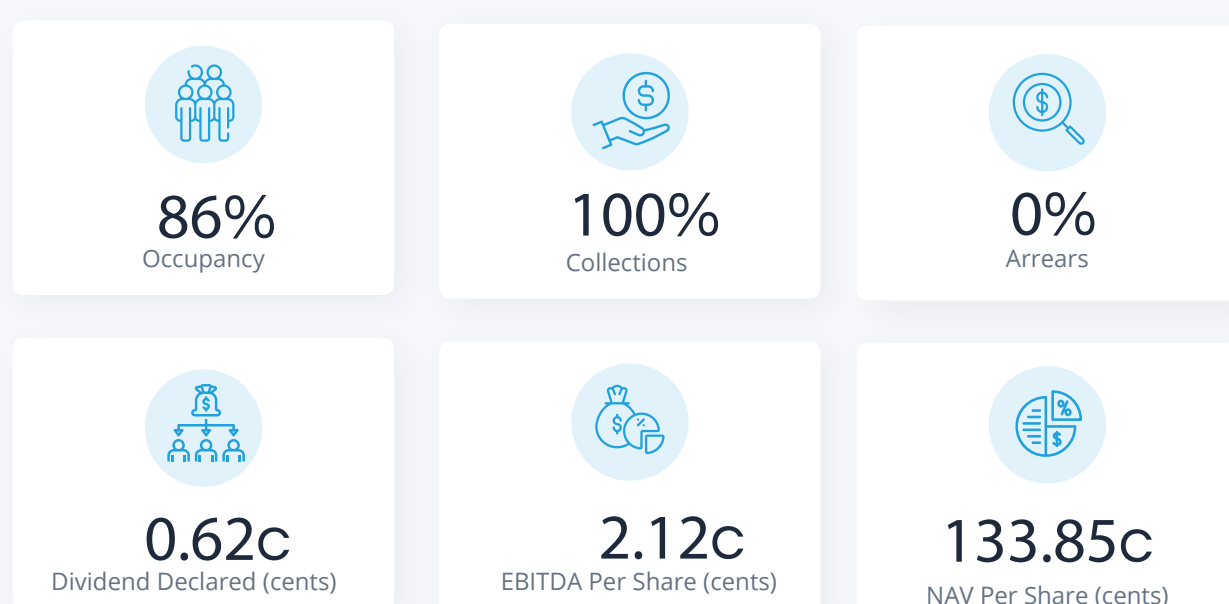 86%
Occupancy
100%
Collections
0%
Arrears
0.62c
Dividend Declared (cents)
2.12c
EBITDA Per Share (cents)
133.85c
NAV Per Share (cents)